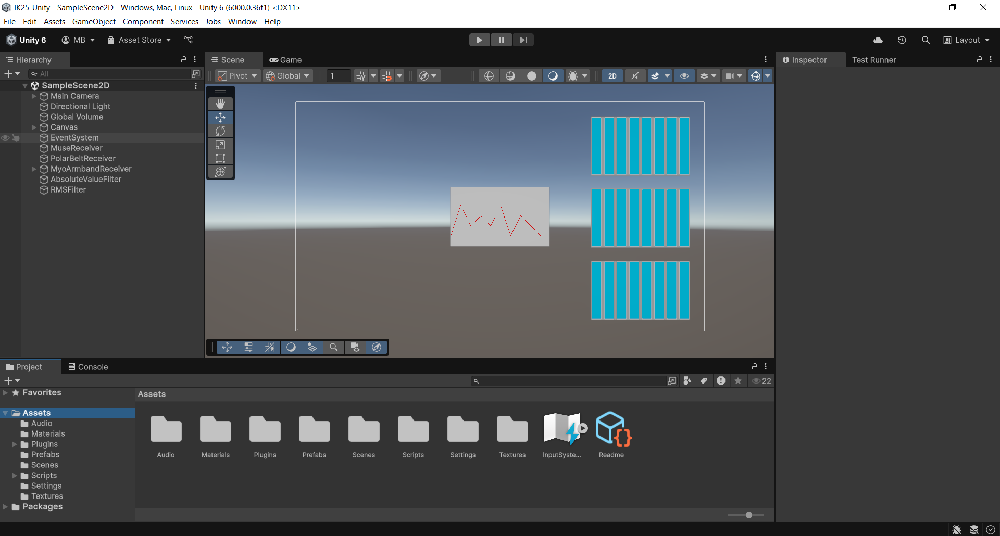 IK25_Unity - SampleScene2D - Windows, Mac, Linux - Unity 6 (6000.0.36f1) <DX11>
File Edit Assets GameObject Component Services Jobs Window Help
Unity 6 MB Asset Store Layout
Hierarchy
Scene
Game
Inspector
Test Runner
All
Pivot Global 1 2D
SampleScene2D
Main Camera
Directional Light
Global Volume
Canvas
EventSystem
MuseReceiver
PolarBeltReceiver
MyoArmbandReceiver
AbsoluteValueFilter
RMSFilter
Project
Console
22
Favorites
Assets
Audio
Materials
Plugins
Prefabs
Scenes
Scripts
Settings
Textures
Packages
Assets
Audio Materials Plugins Prefabs Scenes Scripts Settings Textures InputSyste... Readme